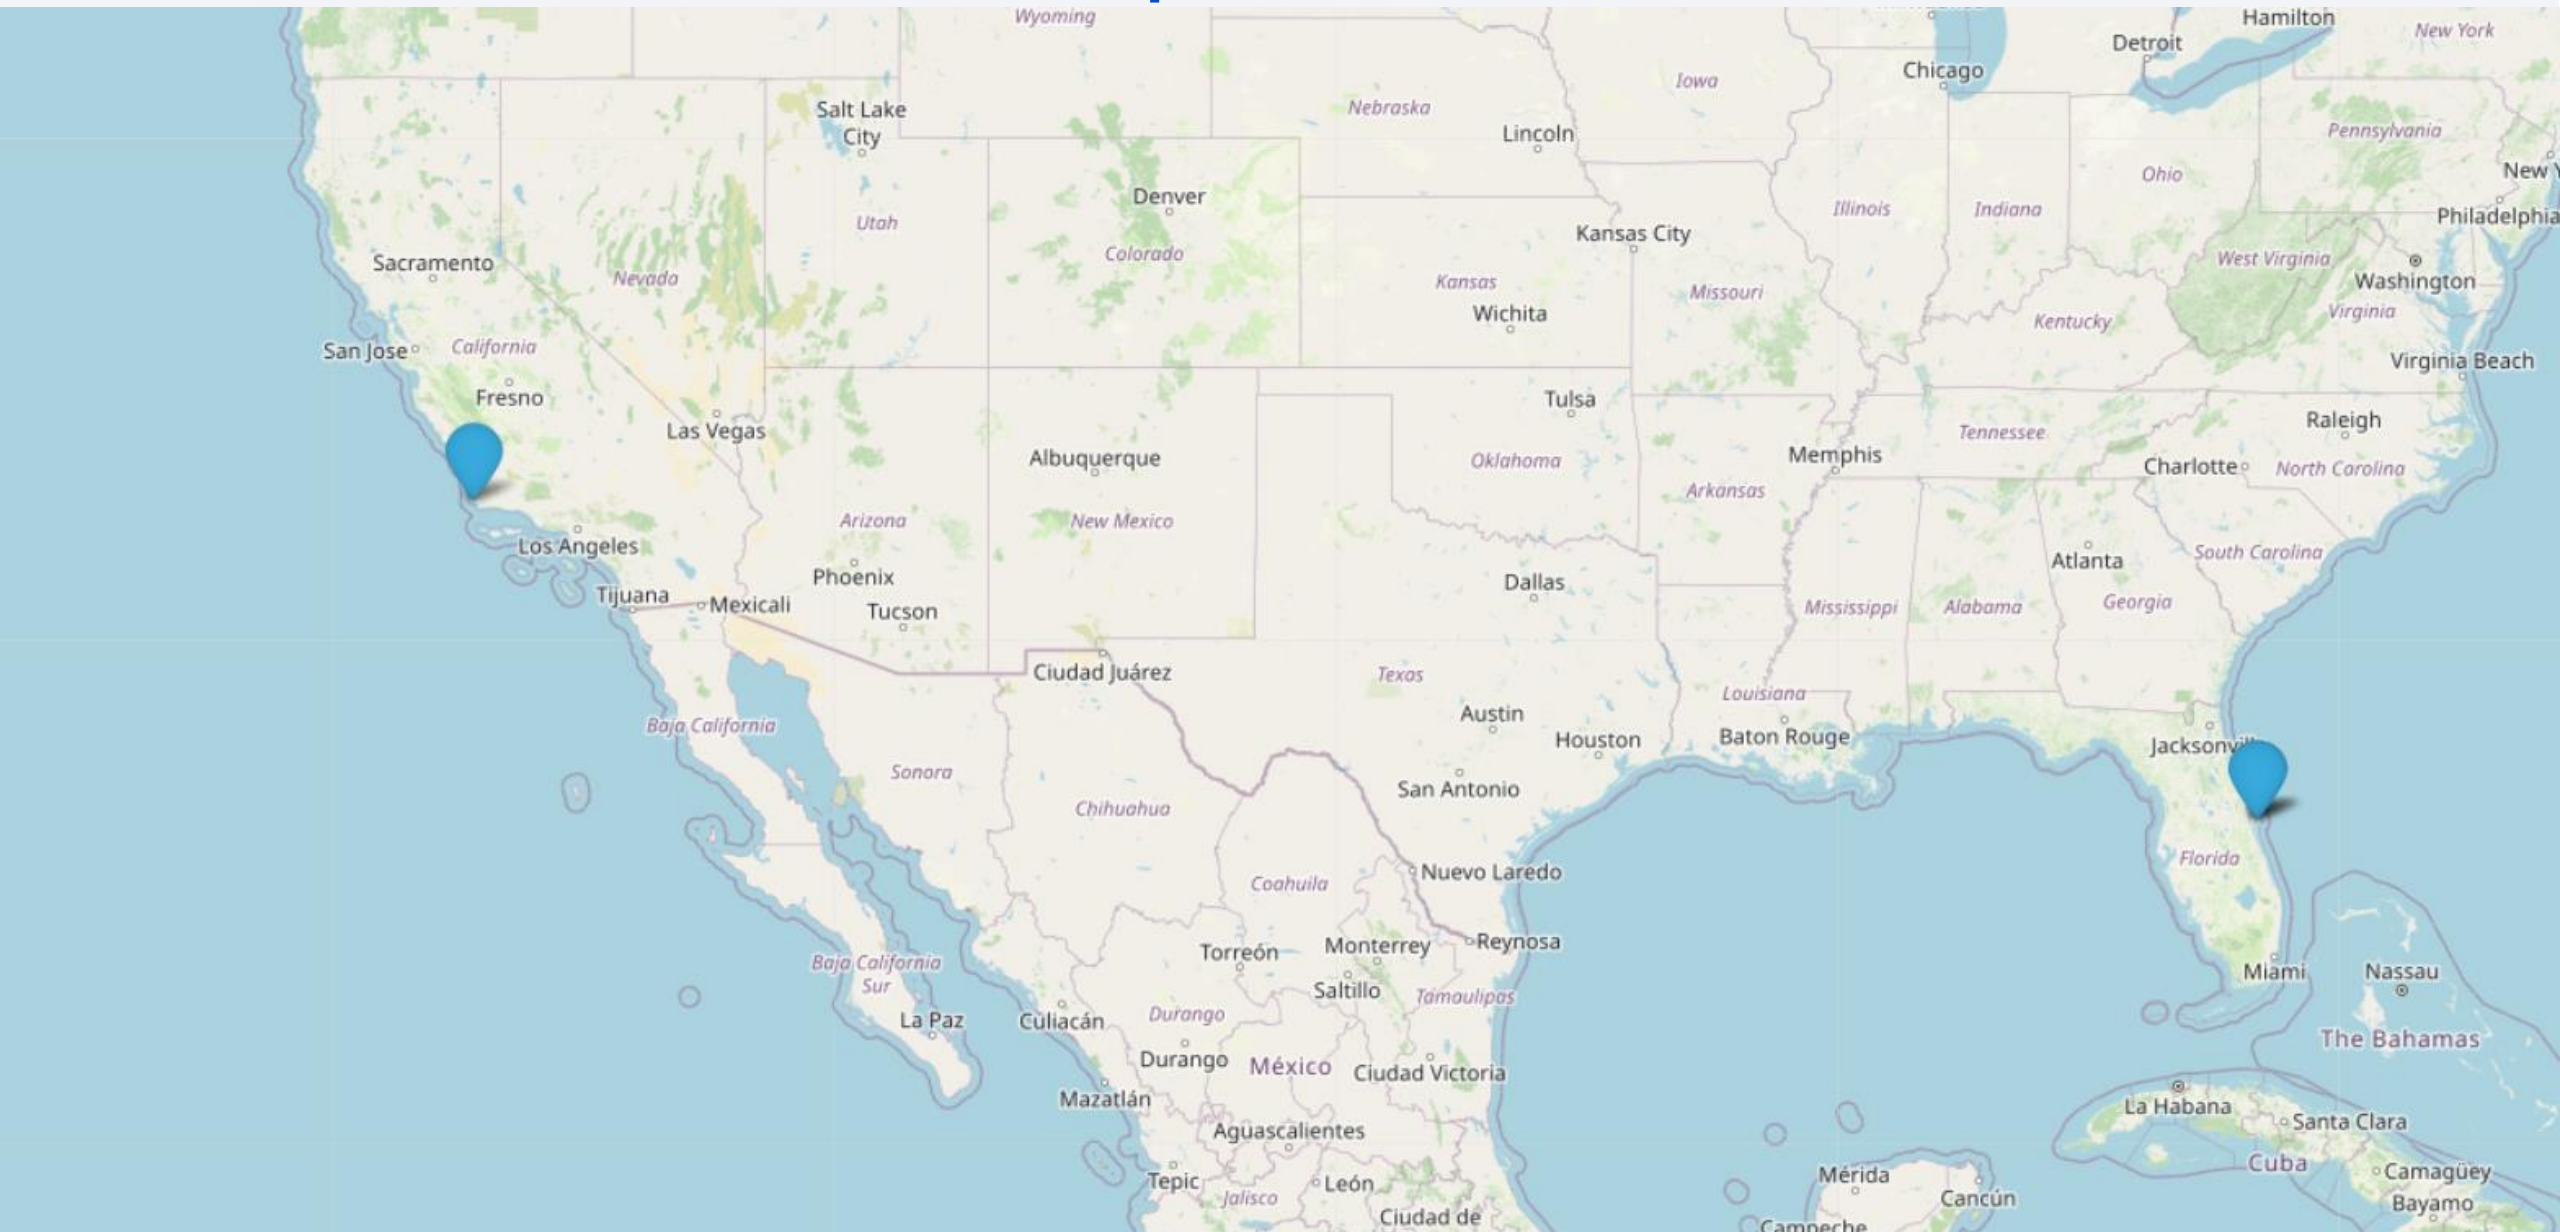 Wyoming
Hamilton
New York
Detroit
Chicago
Iowa
Salt Lake
City
Nebraska
Lincoln
Pennsylvania
New Y
Ohio
Denver
Utah
Colorado
Illinois
Indiana
Philadelphia
Kansas City
West Virginia
Washington
Sacramento
Nevada
Kansas
Missouri
Wichita
Kentucky
Virginia
San Jose
California
Virginia Beach
Fresno
Tulsa
Raleigh
Las Vegas
Tennessee
Albuquerque
Oklahoma
Memphis
Charlotte
North Carolina
Arkansas
Arizona
New Mexico
Los Angeles
South Carolina
Atlanta
Phoenix
Dallas
Tijuana
Mexicali
Tucson
Mississippi
Alabama
Georgia
Ciudad Juárez
Texas
Louisiana
Austin
Baja California
Houston
Baton Rouge
Jacksonvill
Sonora
San Antonio
Chihuahua
Florida
Nuevo Laredo
Coahuila
Torreón
Monterrey
Reynosa
Baja California
Sur
Miami
Nassau
Saltillo
Tamaulipas
La Paz
Culiacán
Durango
The Bahamas
Durango
México
Ciudad Victoria
Mazatlán
La Habana
Santa Clara
Aguascalientes
Cuba
Camagüey
Mérida
Tepic
León
Jalisco
Cancún
Bayamo
Ciudad de
Campeche